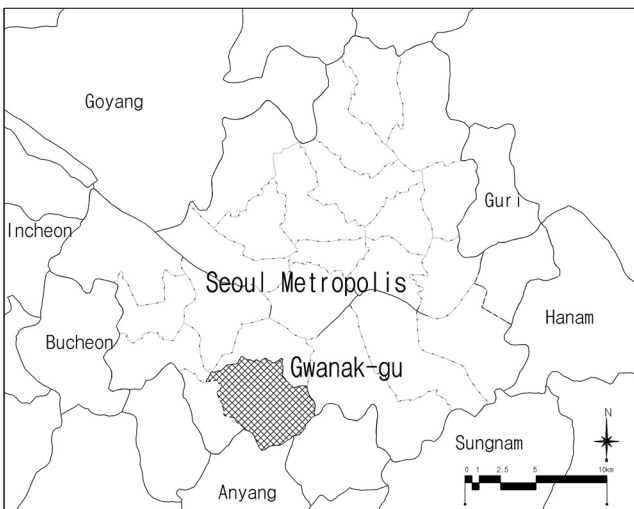 Goyang
Guri
Incheon
Seoul Metropolis
Hanam
Bucheon
Gwanak-gu
N
Sungnam
0 1 2.5 5 10km
Anyang